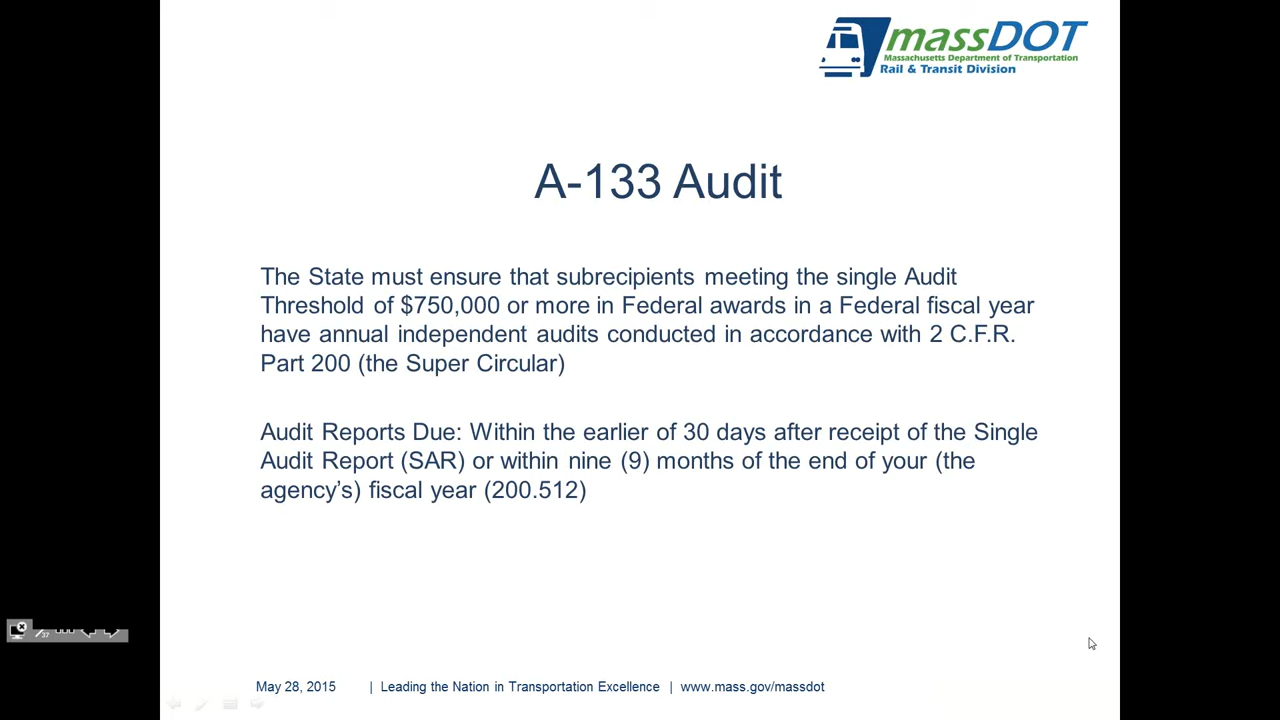 massDOT
Massachusetts Department of Transportation
Rail & Transit Division
A-133 Audit
The State must ensure that subrecipients meeting the single Audit
Threshold of $750,000 or more in Federal awards in a Federal fiscal year
have annual independent audits conducted in accordance with 2 C.F.R.
Part 200 (the Super Circular)
Audit Reports Due: Within the earlier of 30 days after receipt of the Single
Audit Report (SAR) or within nine (9) months of the end of your (the
agency’s) fiscal year (200.512)
37
May 28, 2015 | Leading the Nation in Transportation Excellence | www.mass.gov/massdot